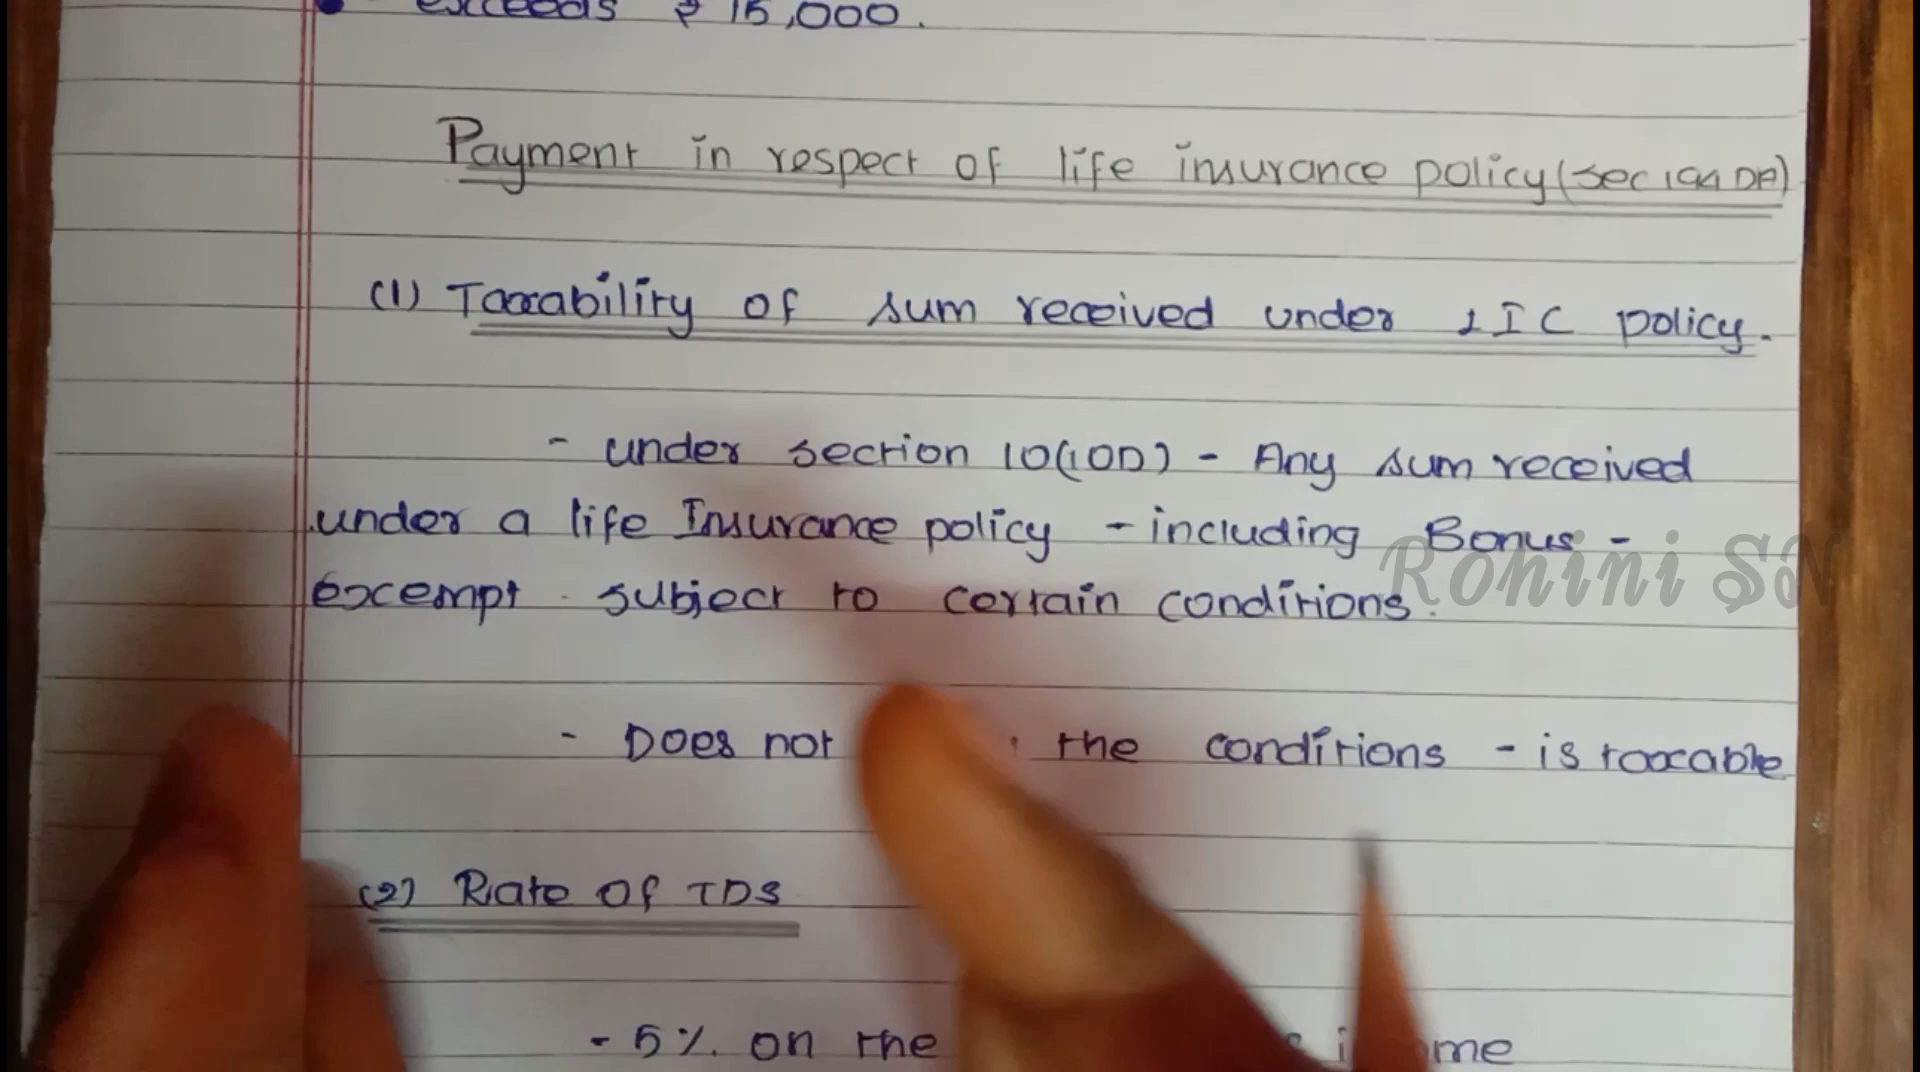 exceeds ₹ 15,000.
Payment in respect of life insurance policy (sec 194 DA)
(1) Taxability of sum received under LIC policy.
- under section 10(10D) - Any sum received
under a life Insurance policy - including Bonus -
exempt subject to certain conditions.
Rohini SN
- Does not the conditions - is taxable
(2) Rate of TDS
- 5% on the